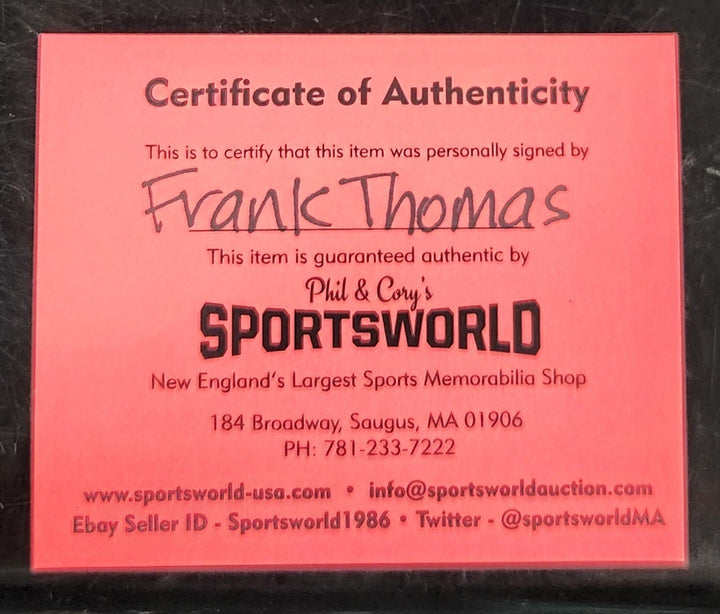 Certificate of Authenticity
This is to certify that this item was personally signed by
Frank Thomas
This item is guaranteed authentic by
Phil & Cory's
SPORTSWORLD
New England's Largest Sports Memorabilia Shop
184 Broadway, Saugus, MA 01906
PH: 781-233-7222
www.sportsworld-usa.com • info@sportsworldauction.com
Ebay Seller ID - Sportsworld1986 • Twitter - @sportsworldMA